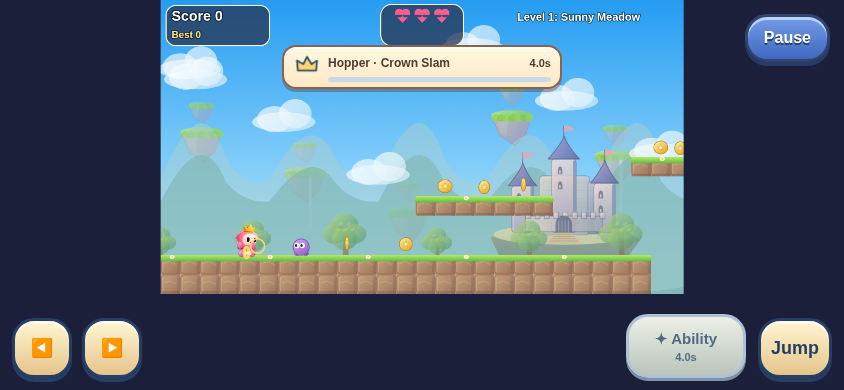 Score 0
Best 0
Level 1: Sunny Meadow
Pause
Hopper · Crown Slam
4.0s
✦ Ability
4.0s
Jump